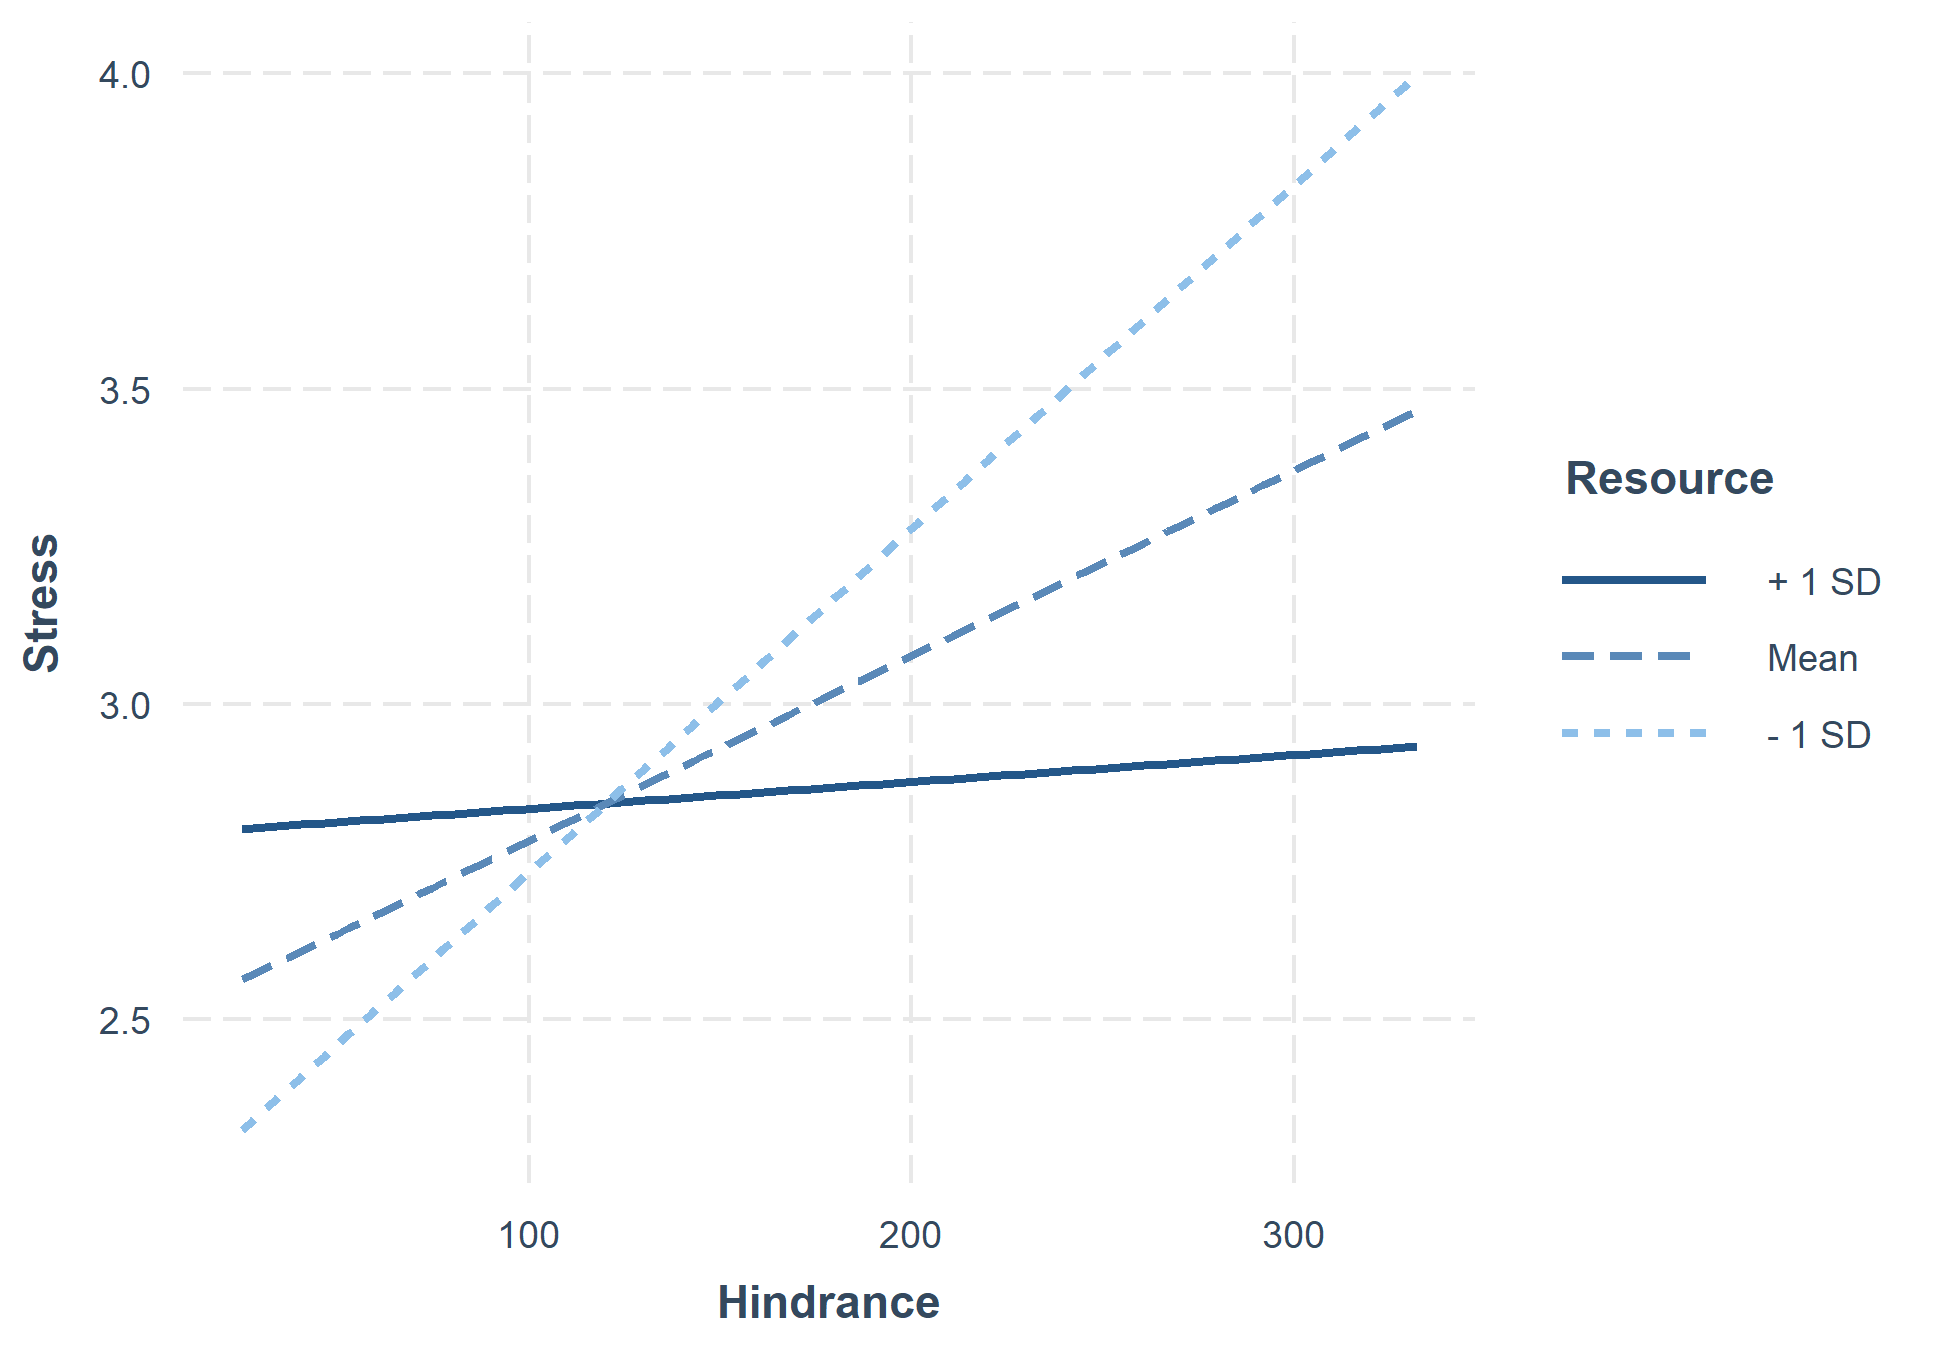 4.0
3.5
3.0
2.5
Stress
100 200 300
Hindrance
Resource
+ 1 SD
Mean
- 1 SD